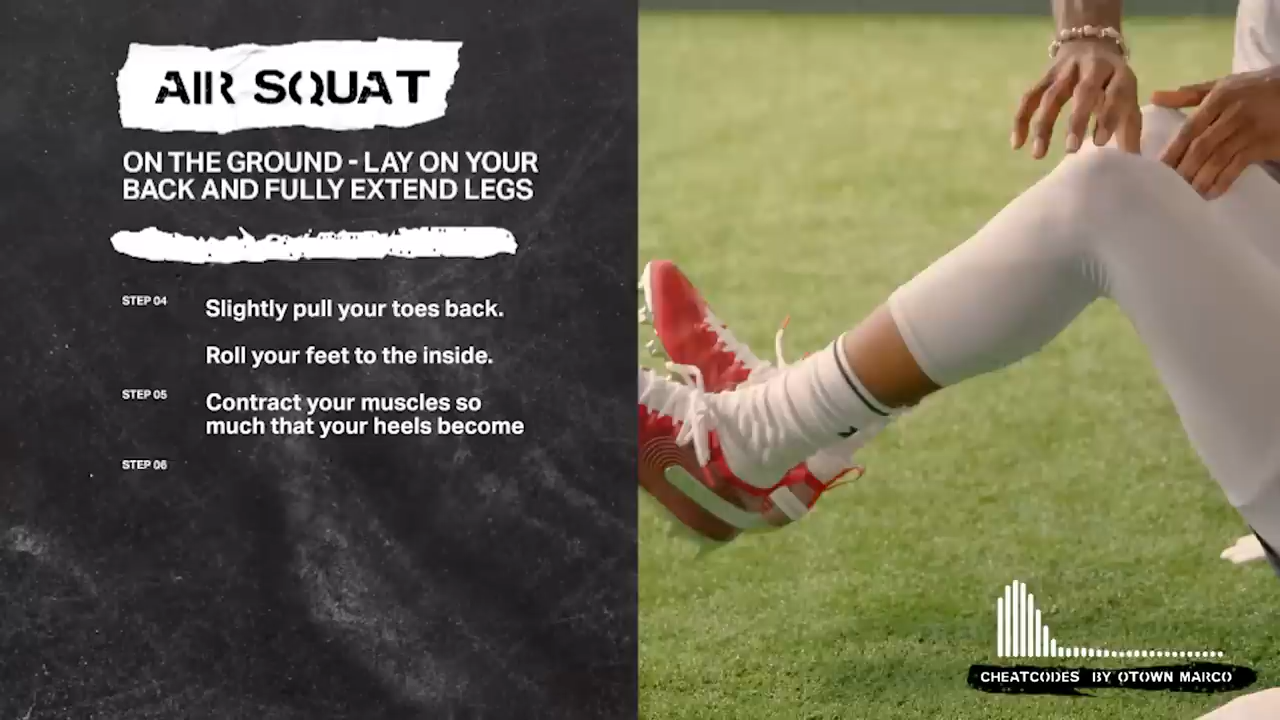 AIR SQUAT
ON THE GROUND - LAY ON YOUR
BACK AND FULLY EXTEND LEGS
STEP 04
Slightly pull your toes back.
Roll your feet to the inside.
STEP 05
Contract your muscles so
much that your heels become
STEP 06
CHEATCODES BY OTOWN MARCO